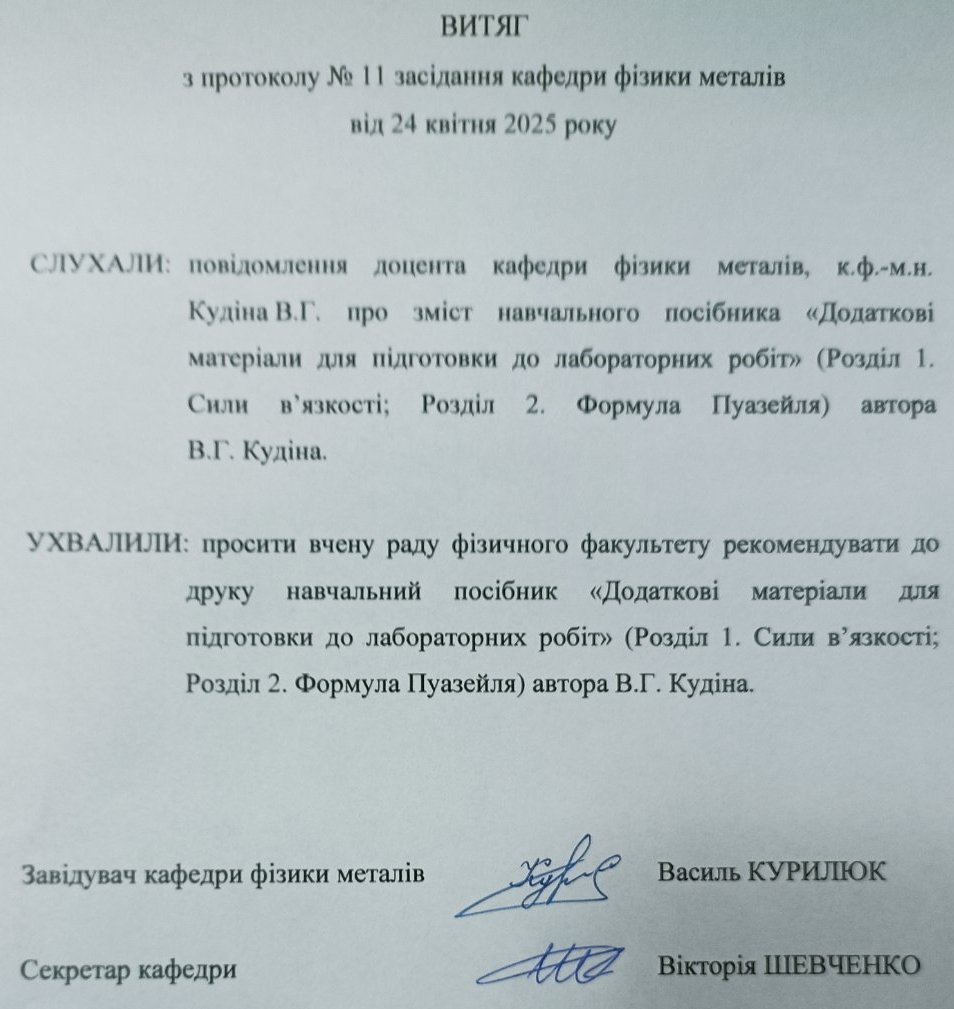 ВИТЯГ
з протоколу № 11 засідання кафедри фізики металів
від 24 квітня 2025 року
СЛУХАЛИ: повідомлення доцента кафедри фізики металів, к.ф.-м.н.
Кудіна В.Г. про зміст навчального посібника «Додаткові
матеріали для підготовки до лабораторних робіт» (Розділ 1.
Сили в’язкості; Розділ 2. Формула Пуазейля) автора
В.Г. Кудіна.
УХВАЛИЛИ: просити вчену раду фізичного факультету рекомендувати до
друку навчальний посібник «Додаткові матеріали для
підготовки до лабораторних робіт» (Розділ 1. Сили в’язкості;
Розділ 2. Формула Пуазейля) автора В.Г. Кудіна.
Завідувач кафедри фізики металів Василь КУРИЛЮК
Секретар кафедри Вікторія ШЕВЧЕНКО